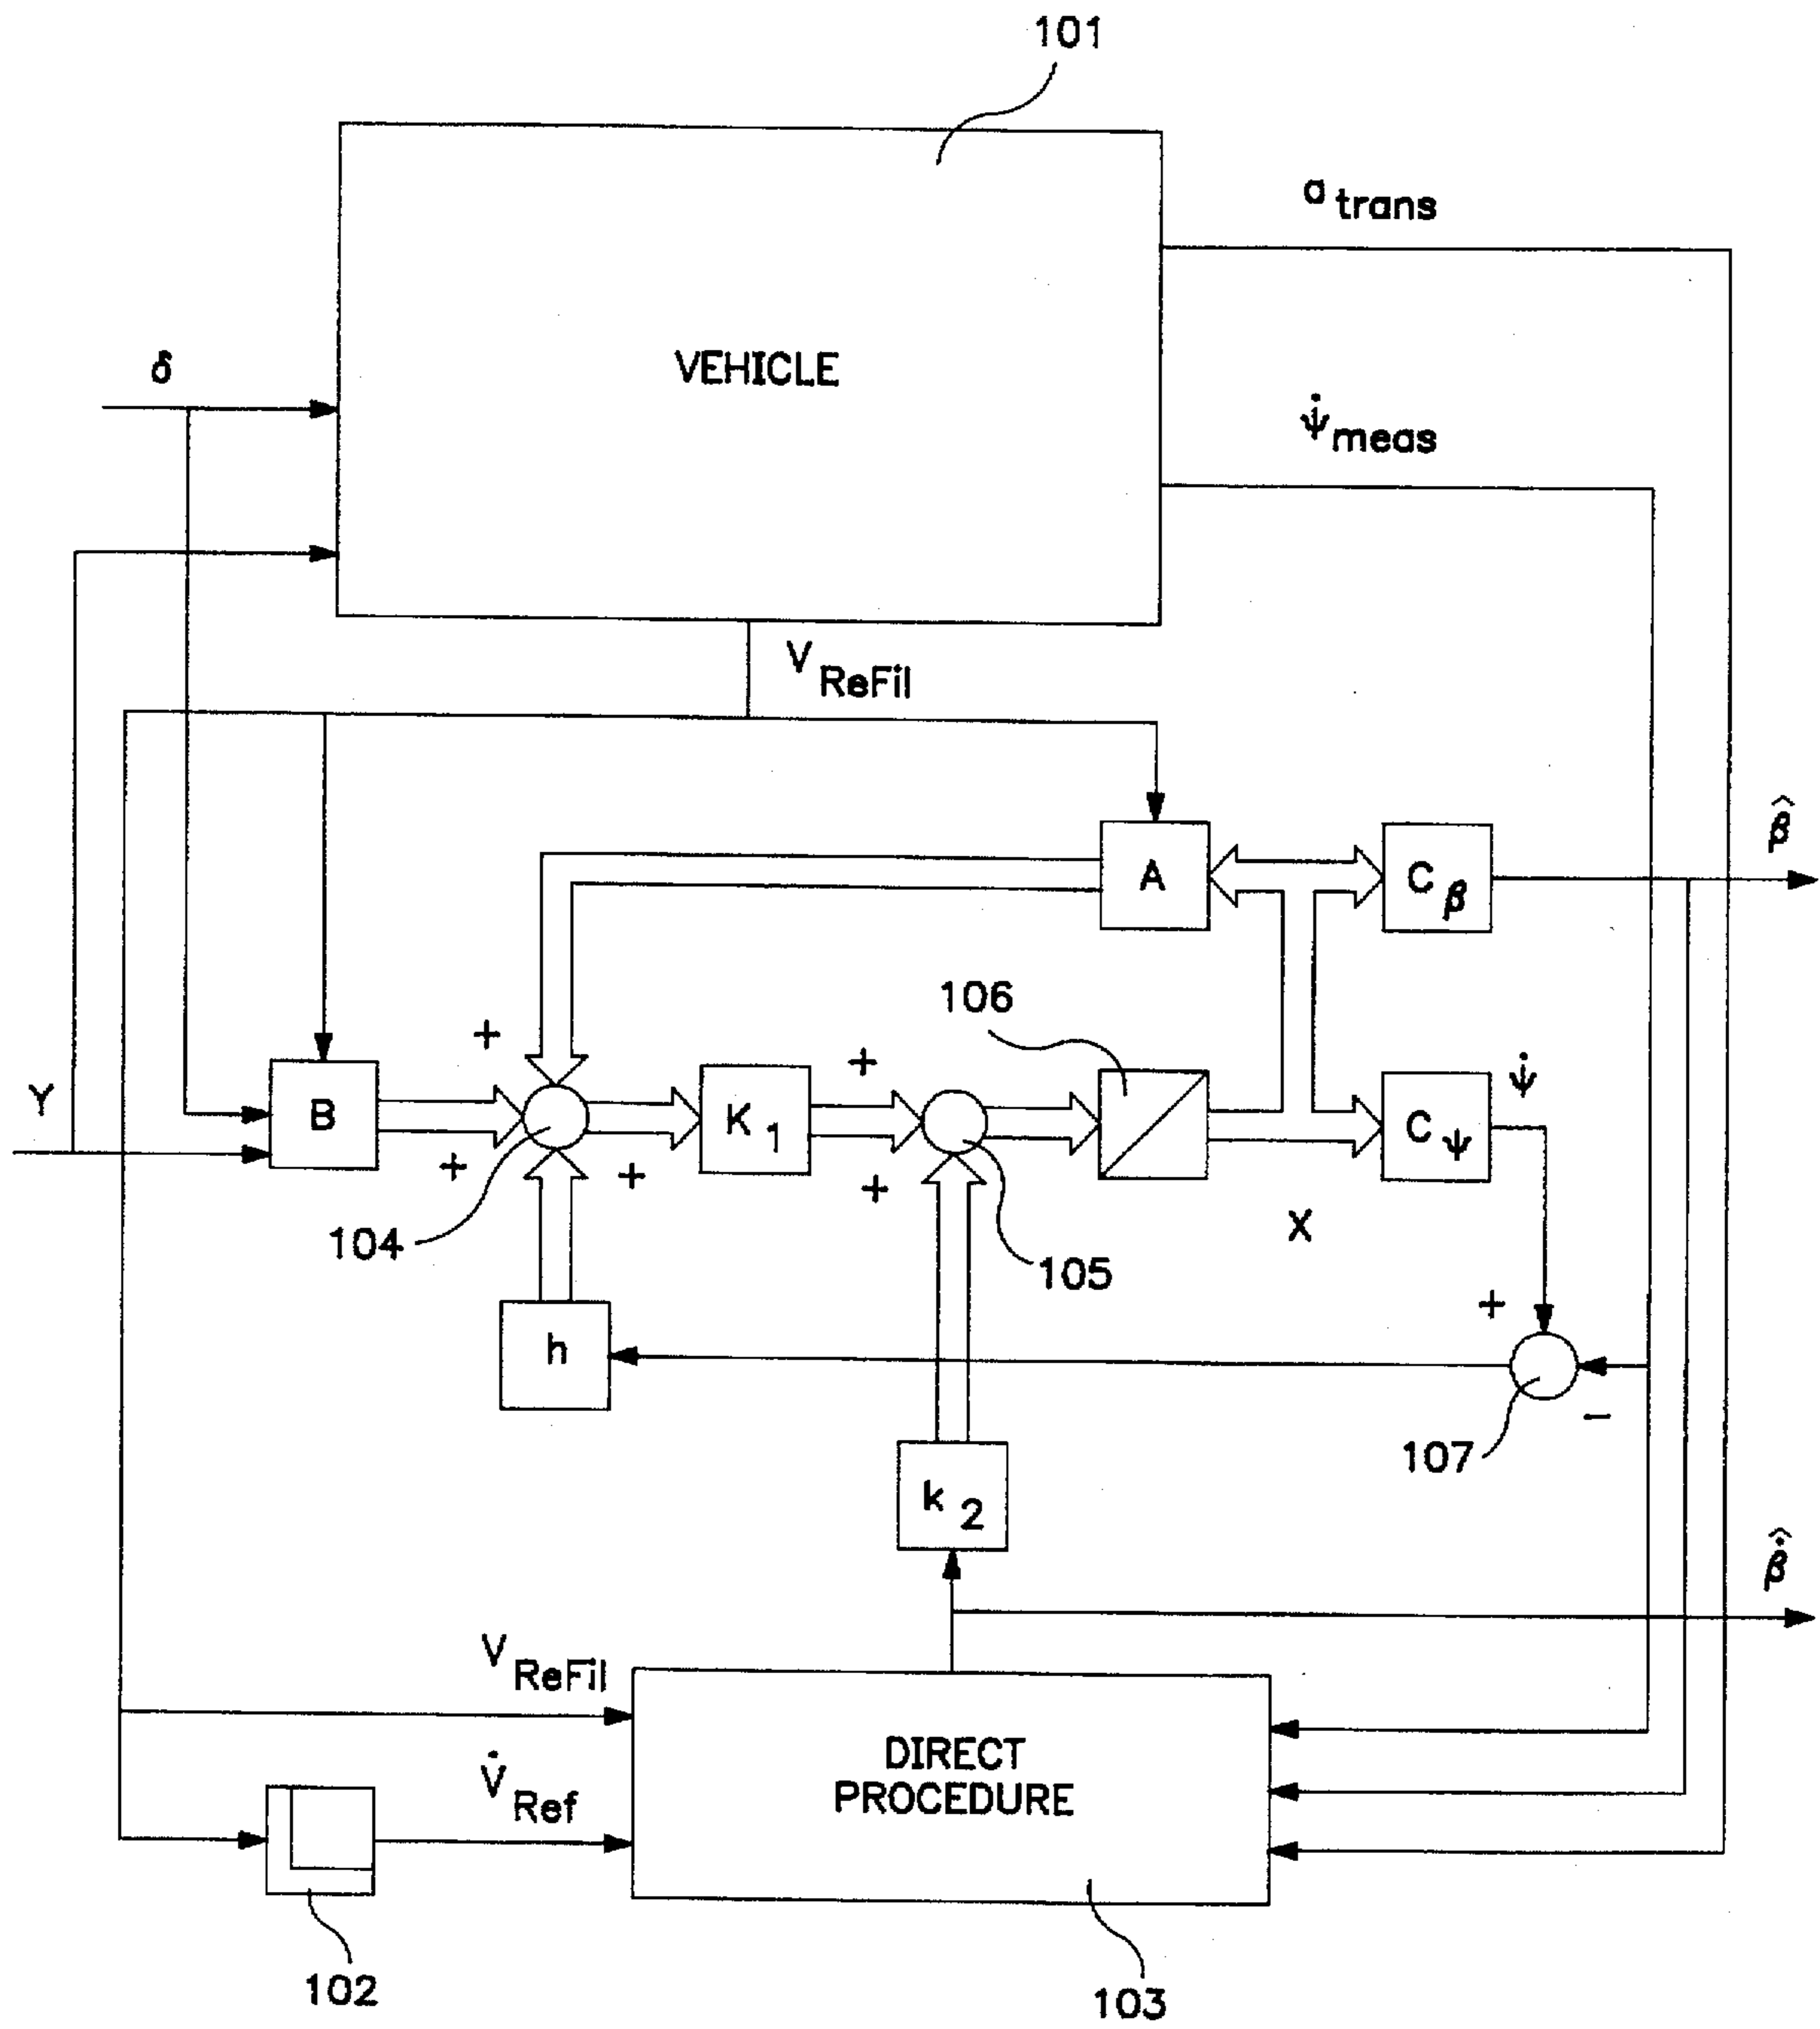 101
a trans
VEHICLE
δ
ψ̇ meas
V ReFil
β̂
A
C β
106
+
+
ψ̇
Y
B
K 1
C ψ
+
+
+
104
105
X
+
h
107
−
k 2
β̇̂
V ReFil
DIRECT
PROCEDURE
V̇ Ref
102
103